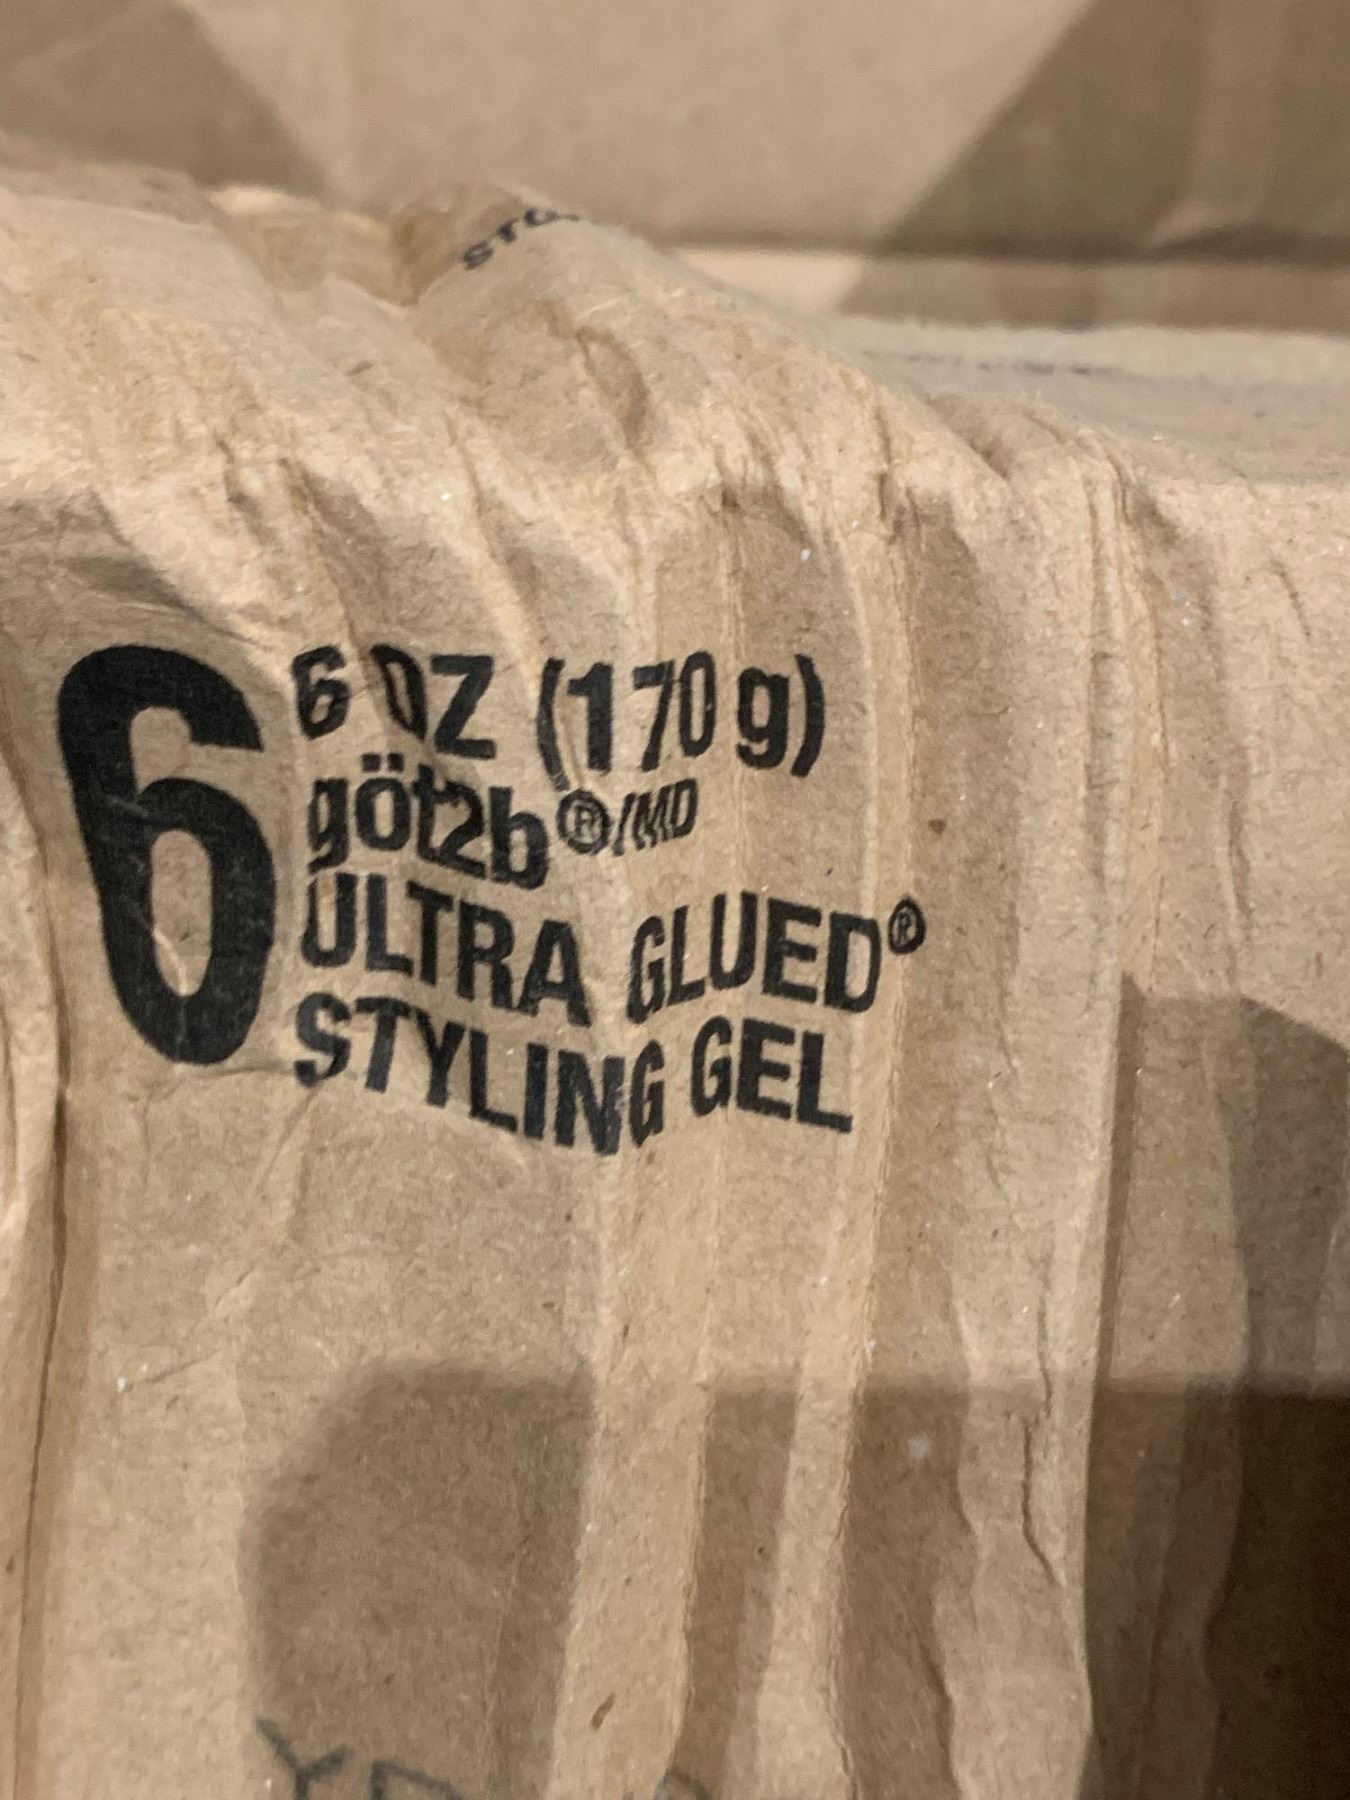 6
6 OZ (170 g)
göt2b®/MD
ULTRA GLUED®
STYLING GEL